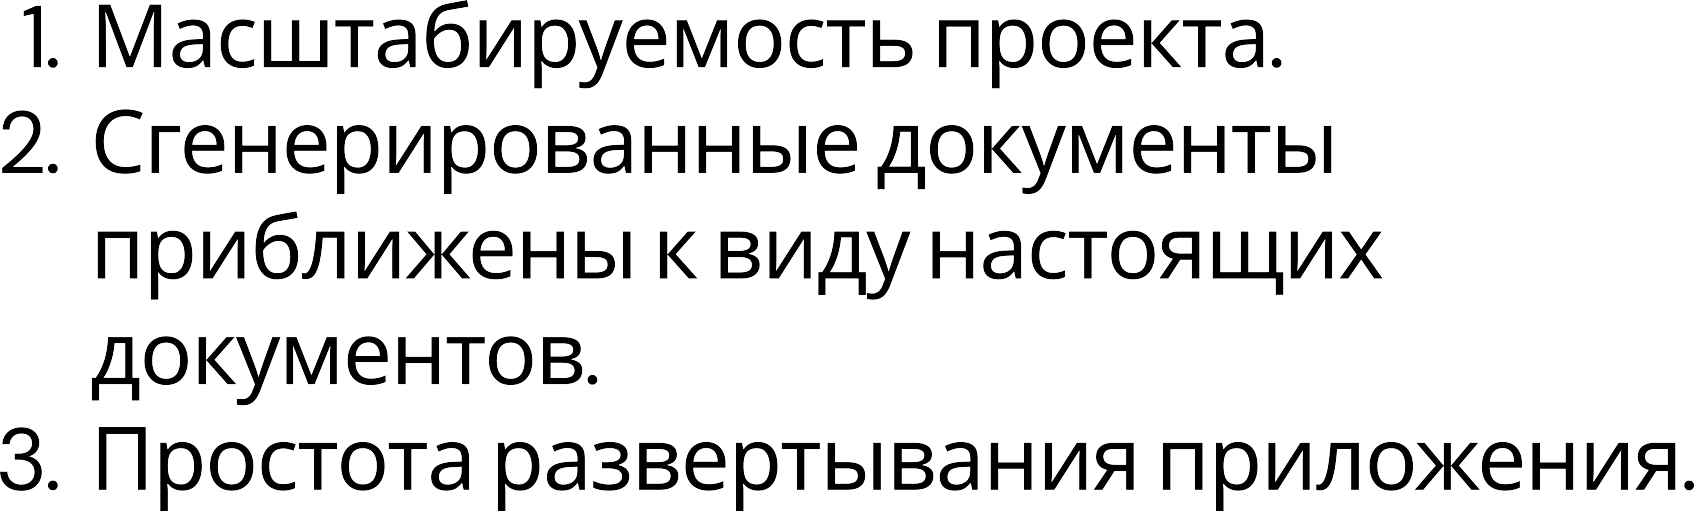 1. Масштабируемость проекта.
2. Сгенерированные документы
приближены к виду настоящих
документов.
3. Простота развертывания приложения.